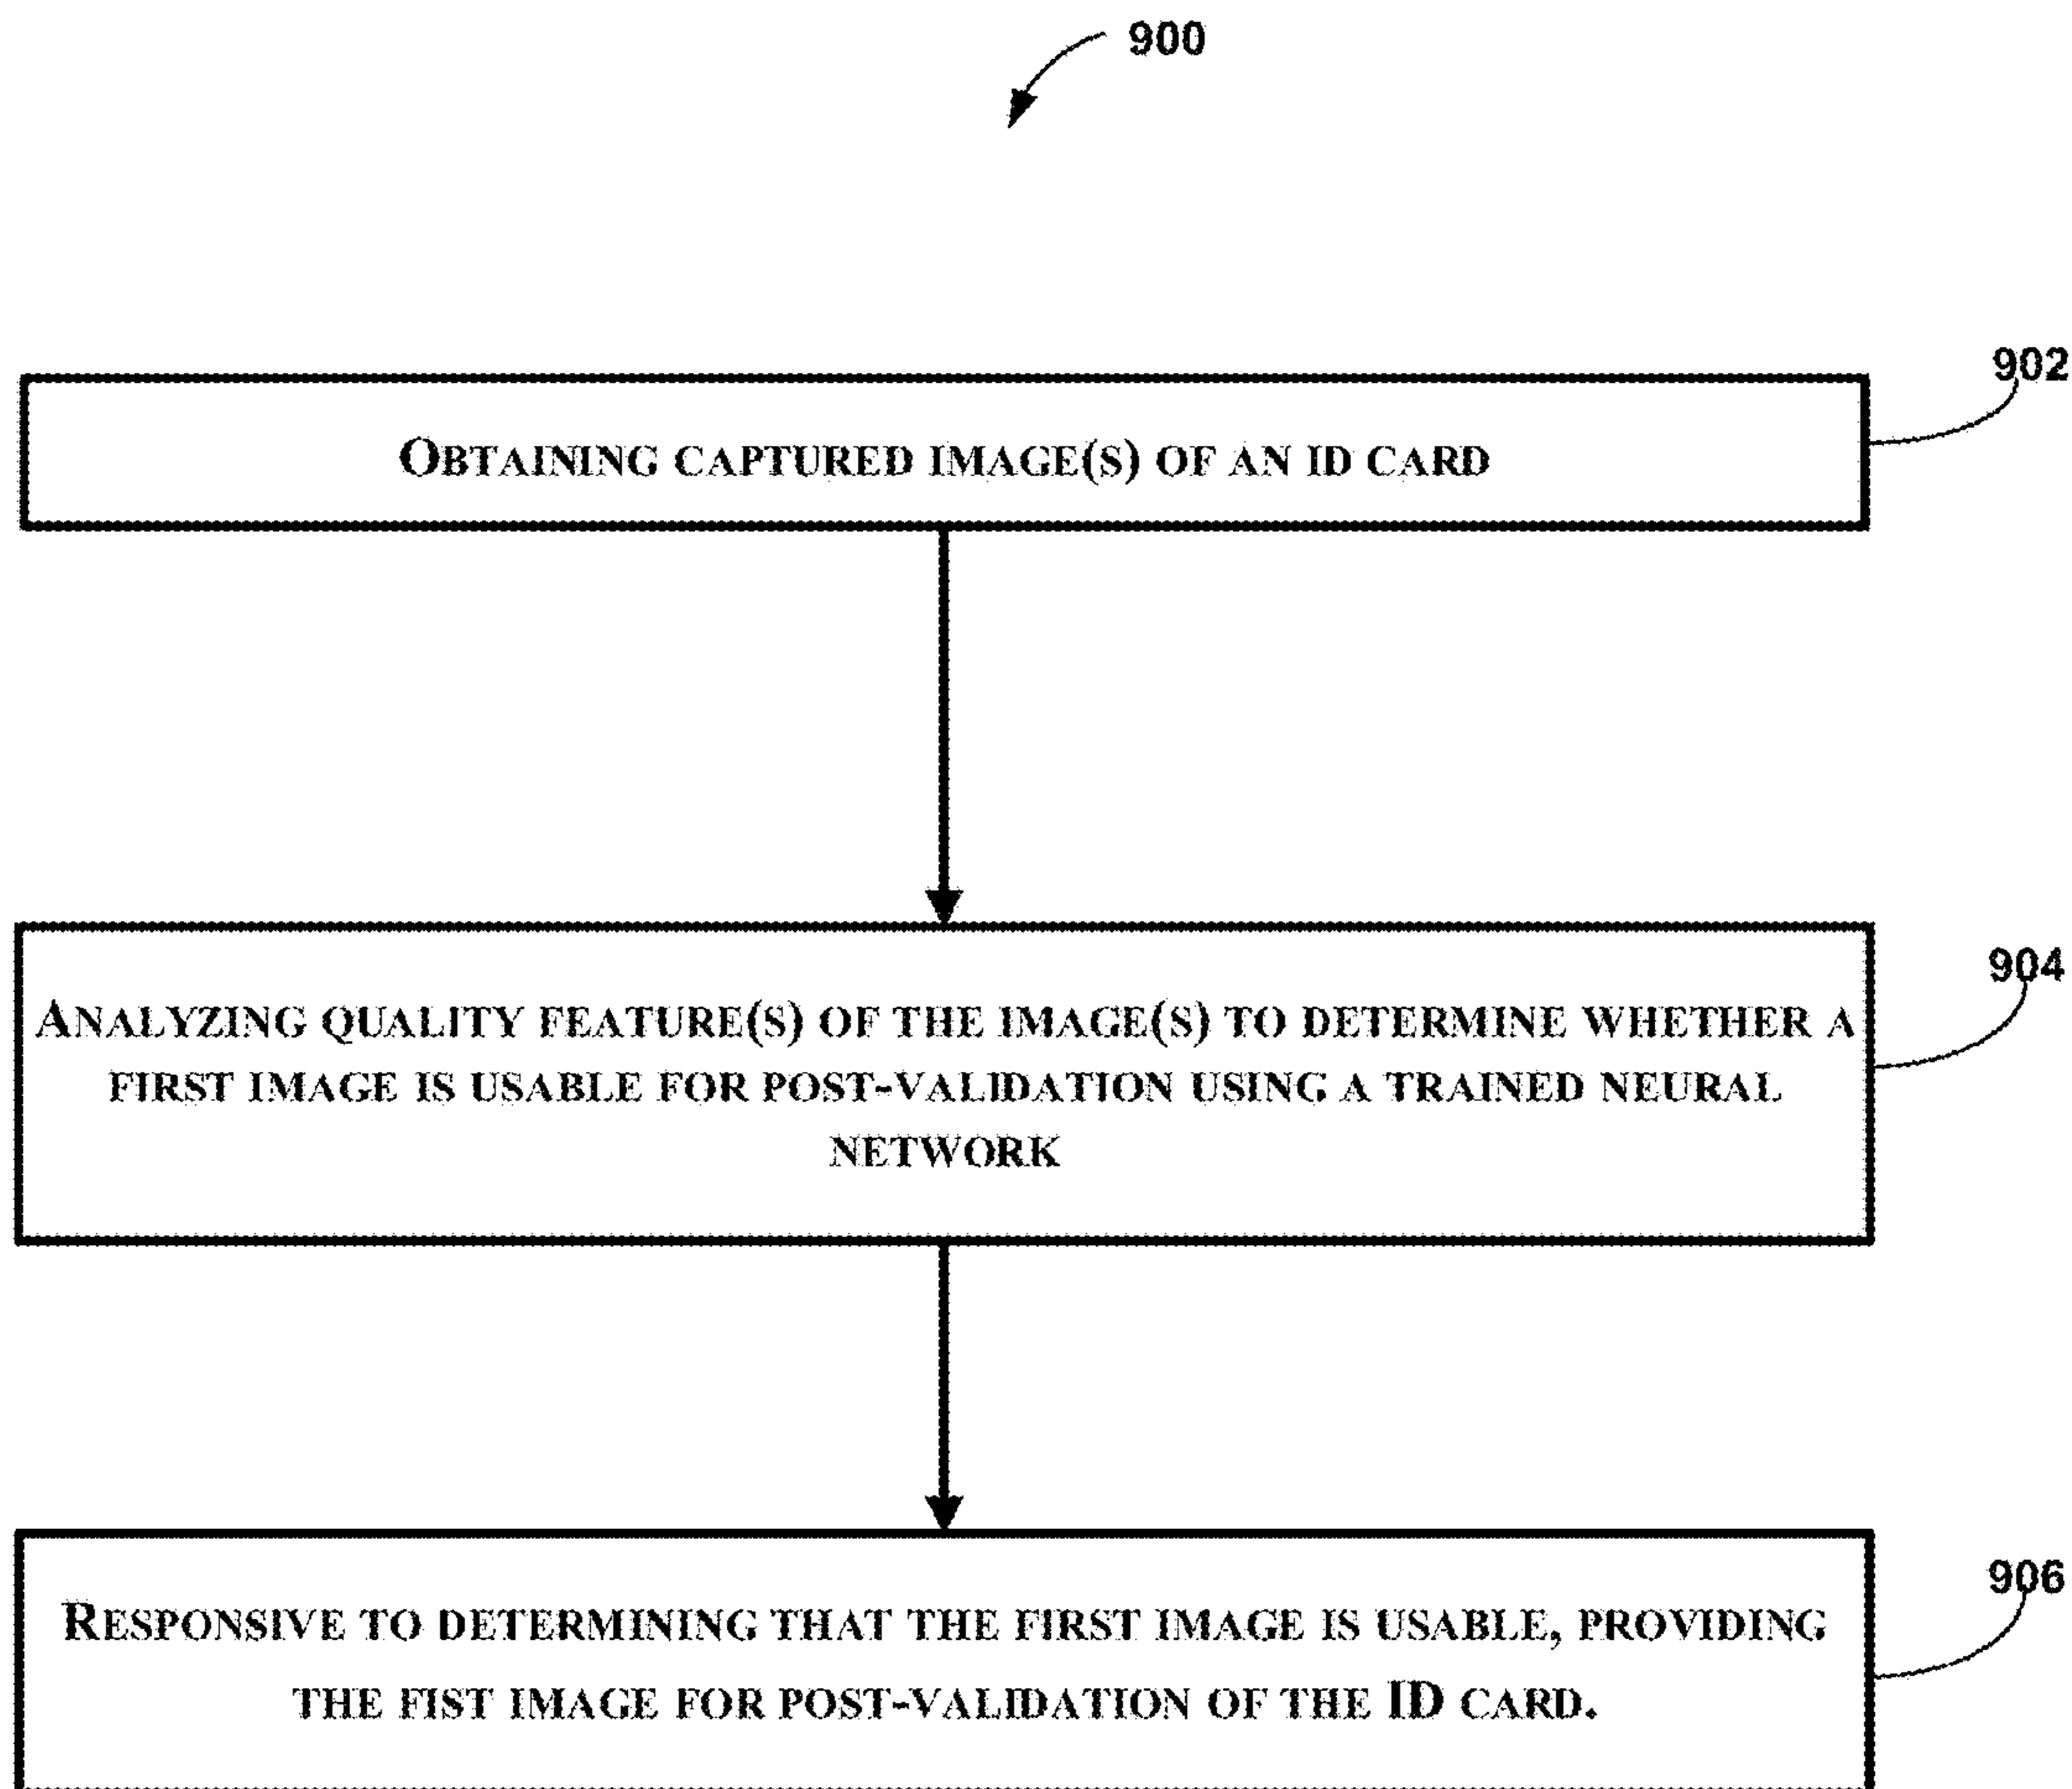 900
902
OBTAINING CAPTURED IMAGE(S) OF AN ID CARD
904
ANALYZING QUALITY FEATURE(S) OF THE IMAGE(S) TO DETERMINE WHETHER A
FIRST IMAGE IS USABLE FOR POST-VALIDATION USING A TRAINED NEURAL
NETWORK
906
RESPONSIVE TO DETERMINING THAT THE FIRST IMAGE IS USABLE, PROVIDING
THE FIST IMAGE FOR POST-VALIDATION OF THE ID CARD.